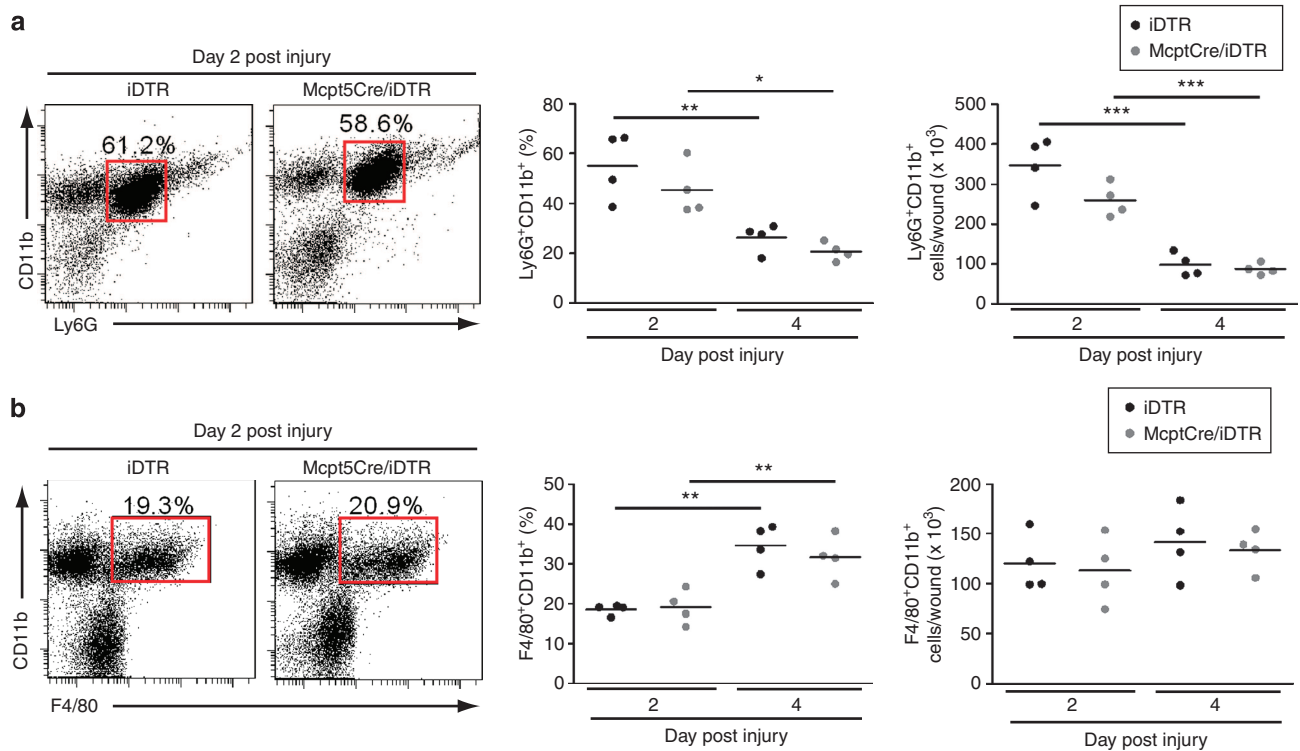 a
Day 2 post injury
iDTR
Mcpt5Cre/iDTR
61.2%
58.6%
CD11b
Ly6G
Ly6G⁺CD11b⁺ (%)
80
60
40
20
0
**
*
2
4
Day post injury
iDTR
McptCre/iDTR
Ly6G⁺CD11b⁺
cells/wound (x 10³)
500
400
300
200
100
0
***
***
2
4
Day post injury
b
Day 2 post injury
iDTR
Mcpt5Cre/iDTR
19.3%
20.9%
CD11b
F4/80
F4/80⁺CD11b⁺ (%)
50
40
30
20
10
0
**
**
2
4
Day post injury
iDTR
McptCre/iDTR
F4/80⁺CD11b⁺
cells/wound (x 10³)
200
150
100
50
0
2
4
Day post injury